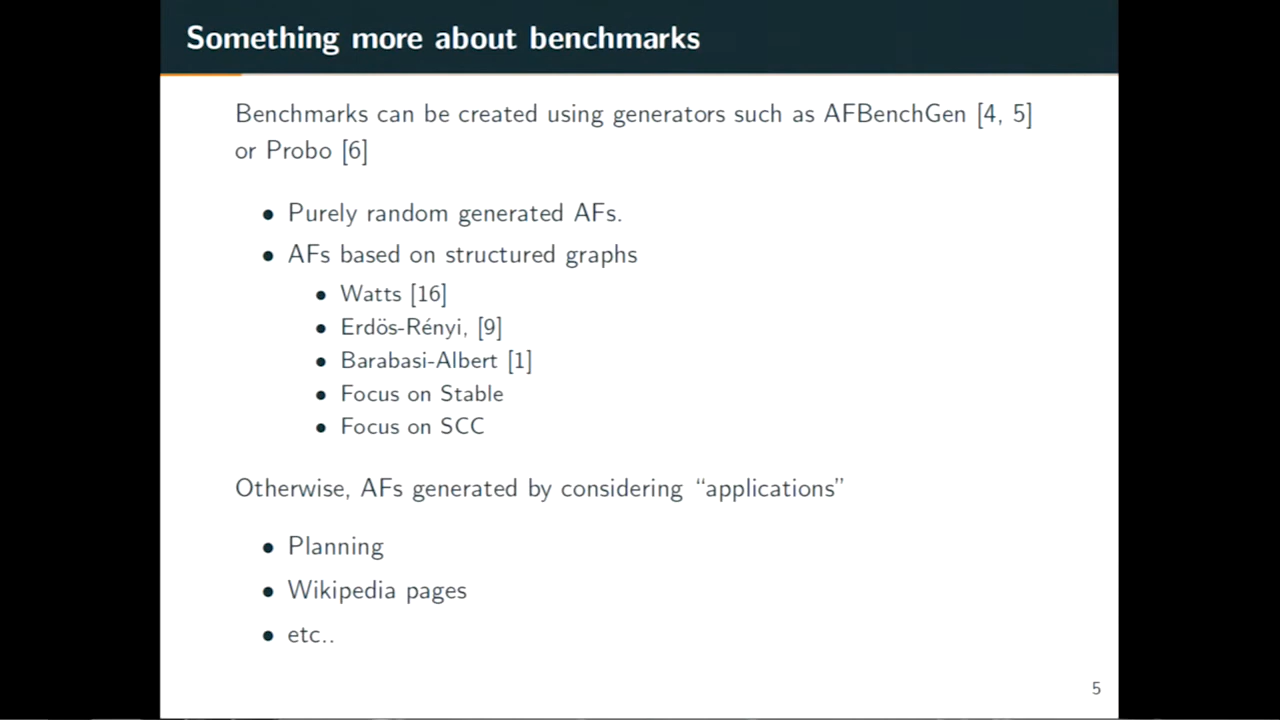 Something more about benchmarks
Benchmarks can be created using generators such as AFBenchGen [4, 5]
or Probo [6]
• Purely random generated AFs.
• AFs based on structured graphs
• Watts [16]
• Erdös-Rényi, [9]
• Barabasi-Albert [1]
• Focus on Stable
• Focus on SCC
Otherwise, AFs generated by considering “applications”
• Planning
• Wikipedia pages
• etc..
5